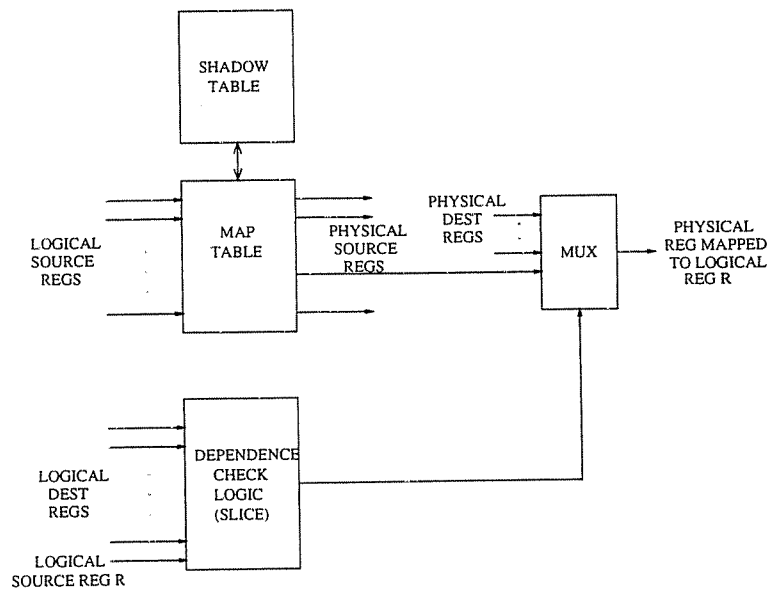 SHADOW
TABLE
LOGICAL
SOURCE
REGS
MAP
TABLE
PHYSICAL
SOURCE
REGS
PHYSICAL
DEST
REGS
MUX
PHYSICAL
REG MAPPED
TO LOGICAL
REG R
LOGICAL
DEST
REGS
DEPENDENCE
CHECK
LOGIC
(SLICE)
LOGICAL
SOURCE REG R